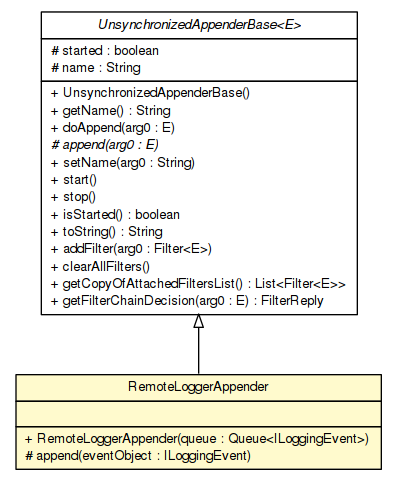 UnsynchronizedAppenderBase<E>
# started : boolean
# name : String
+ UnsynchronizedAppenderBase()
+ getName() : String
+ doAppend(arg0 : E)
# append(arg0 : E)
+ setName(arg0 : String)
+ start()
+ stop()
+ isStarted() : boolean
+ toString() : String
+ addFilter(arg0 : Filter<E>)
+ clearAllFilters()
+ getCopyOfAttachedFiltersList() : List<Filter<E>>
+ getFilterChainDecision(arg0 : E) : FilterReply
RemoteLoggerAppender
+ RemoteLoggerAppender(queue : Queue<ILoggingEvent>)
# append(eventObject : ILoggingEvent)